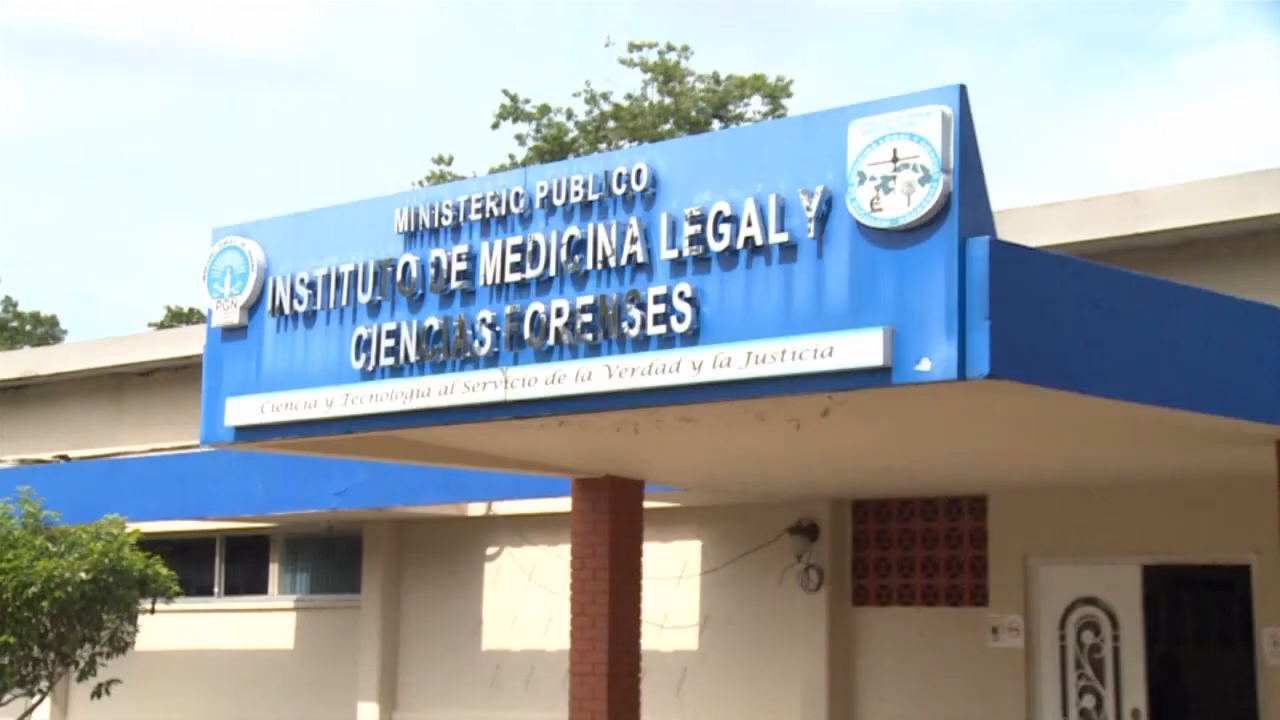 MINISTERIO PUBLICO
INSTITUTO DE MEDICINA LEGAL Y
CIENCIAS FORENSES
Ciencia y Tecnología al Servicio de la Verdad y la Justicia
PGN